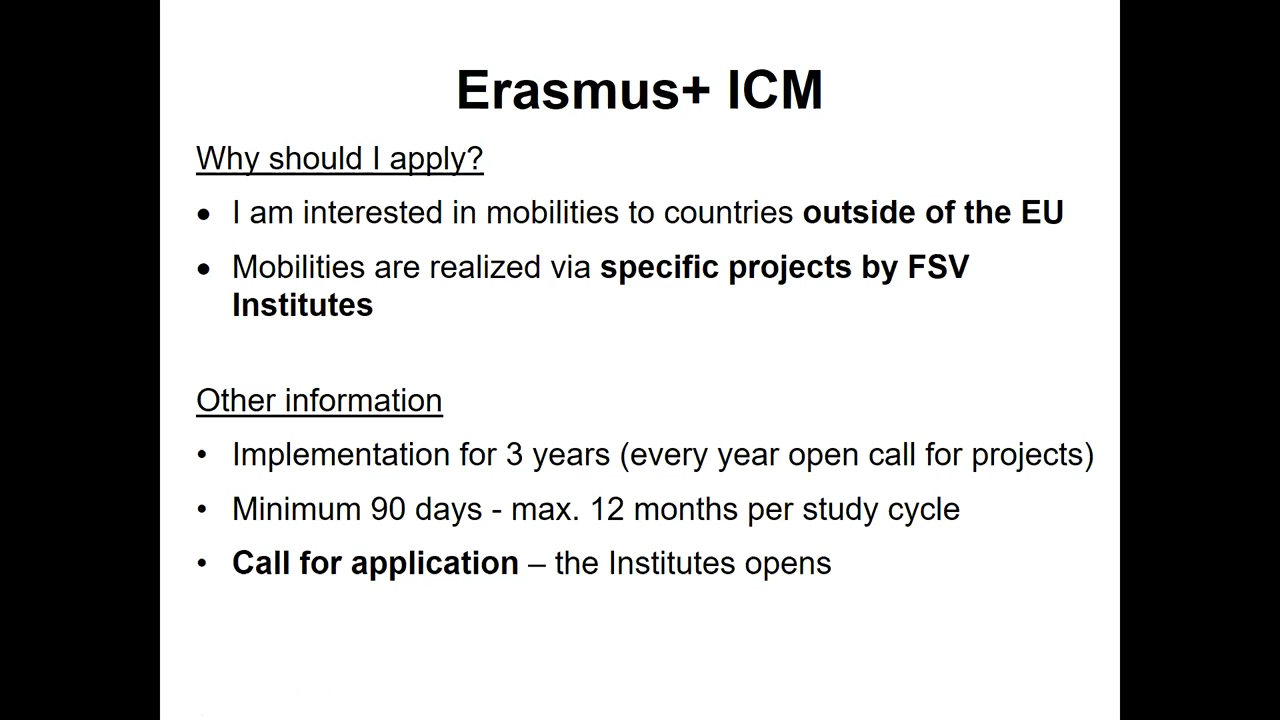 Erasmus+ ICM
Why should I apply?
• I am interested in mobilities to countries outside of the EU
• Mobilities are realized via specific projects by FSV
Institutes
Other information
• Implementation for 3 years (every year open call for projects)
• Minimum 90 days - max. 12 months per study cycle
• Call for application – the Institutes opens